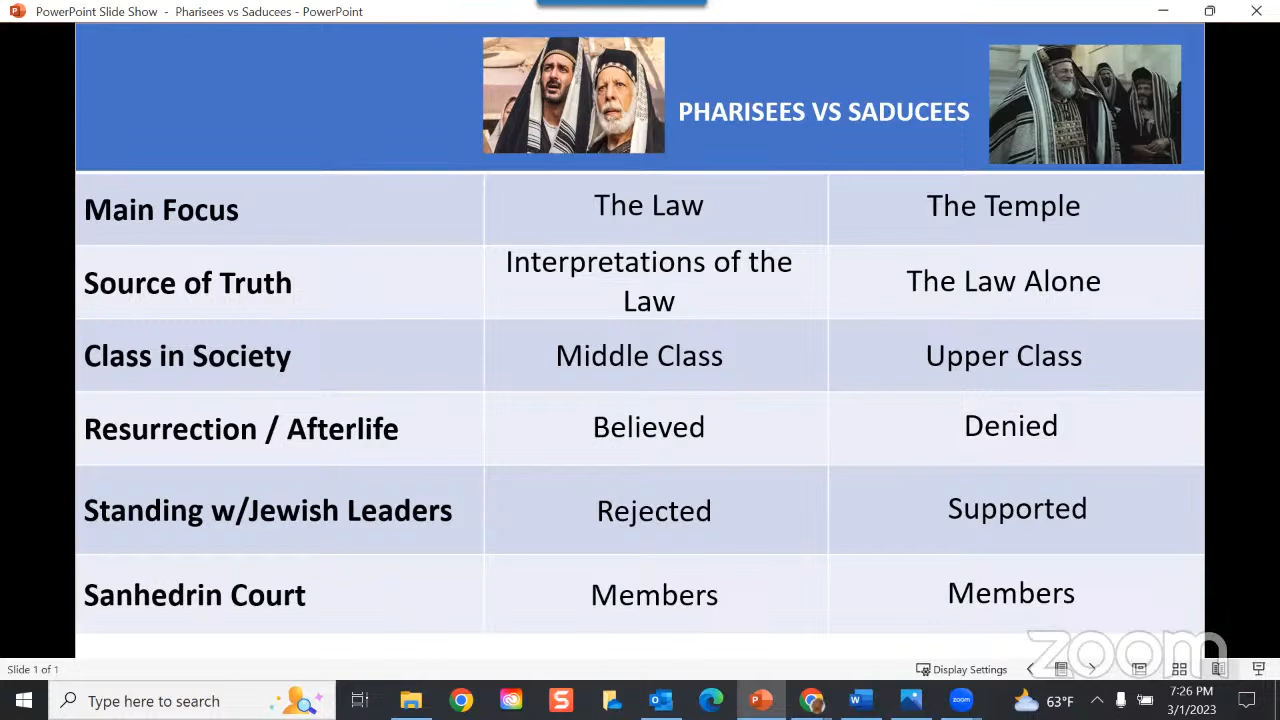 PowerPoint Slide Show - Pharisees vs Saducees - PowerPoint
PHARISEES VS SADUCEES
Main Focus
The Law
The Temple
Source of Truth
Interpretations of the
Law
The Law Alone
Class in Society
Middle Class
Upper Class
Resurrection / Afterlife
Believed
Denied
Standing w/Jewish Leaders
Rejected
Supported
Sanhedrin Court
Members
Members
zoom
Slide 1 of 1
Display Settings
Type here to search
zoom
63°F
7:26 PM
3/1/2023